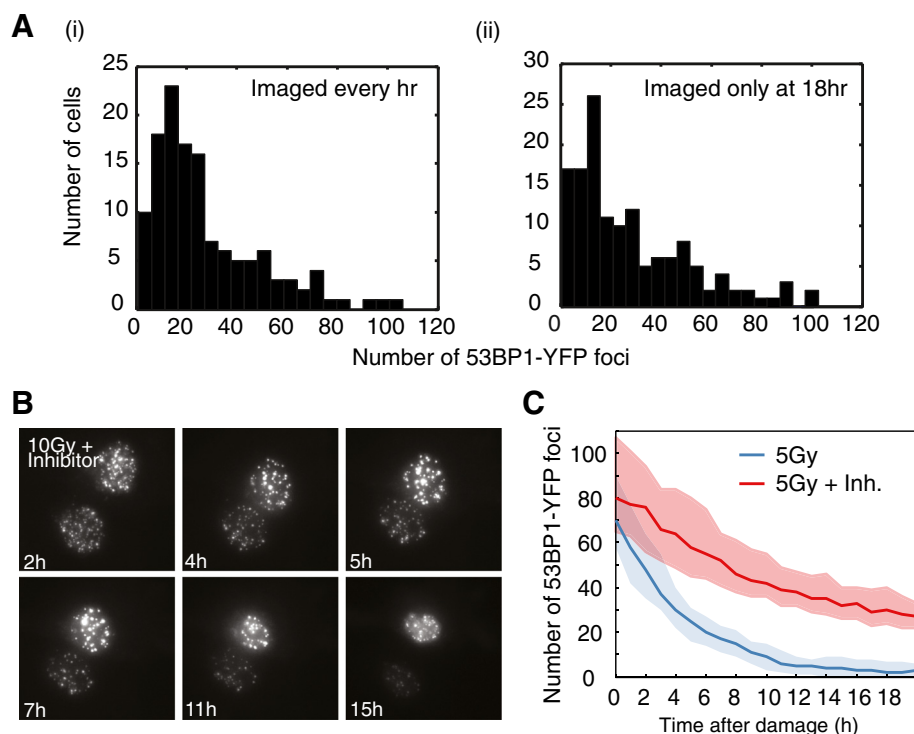 A
(i)
(ii)
25
20
15
10
5
0
Number of cells
Imaged every hr
0 20 40 60 80 100 120
30
25
20
15
10
5
0
Imaged only at 18hr
0 20 40 60 80 100 120
Number of 53BP1-YFP foci
B
10Gy +
Inhibitor
2h
4h
5h
7h
11h
15h
C
Number of 53BP1-YFP foci
100
80
60
40
20
0
5Gy
5Gy + Inh.
0 2 4 6 8 10 12 14 16 18
Time after damage (h)